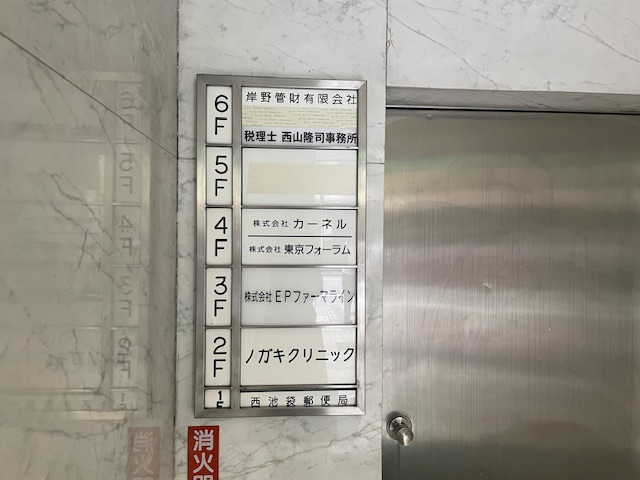 6F
岸野管財有限会社
税理士 西山隆司事務所
5F
4F
株式会社 カーネル
株式会社 東京フォーラム
3F
株式会社 EPファーマライン
2F
ノガキクリニック
1F
西池袋郵便局
消火